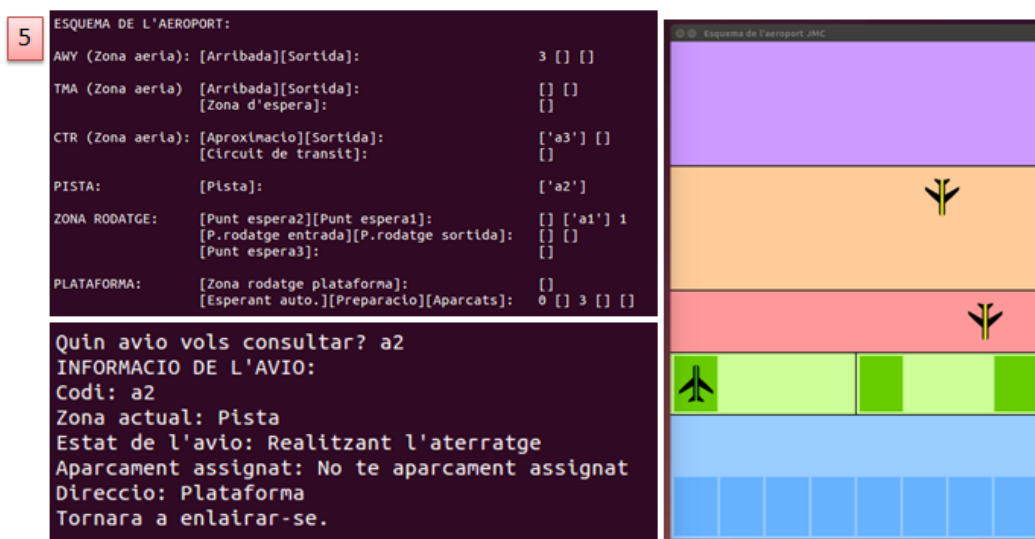 5
ESQUEMA DE L'AEROPORT:
AWY (Zona aeria): [Arribada][Sortida]: 3 [] []
TMA (Zona aeria) [Arribada][Sortida]: [] []
[Zona d'espera]: []
CTR (Zona aeria): [Aproximacio][Sortida]: ['a3'] []
[Circuit de transit]: []
PISTA: [Pista]: ['a2']
ZONA RODATGE: [Punt espera2][Punt espera1]: [] ['a1'] 1
[P.rodatge entrada][P.rodatge sortida]: [] []
[Punt espera3]: []
PLATAFORMA: [Zona rodatge plataforma]: []
[Esperant auto.][Preparacio][Aparcats]: 0 [] 3 [] []
Quin avio vols consultar? a2
INFORMACIO DE L'AVIO:
Codi: a2
Zona actual: Pista
Estat de l'avio: Realitzant l'aterratge
Aparcament assignat: No te aparcament assignat
Direccio: Plataforma
Tornara a enlairar-se.
Esquema de l'aeroport JMC